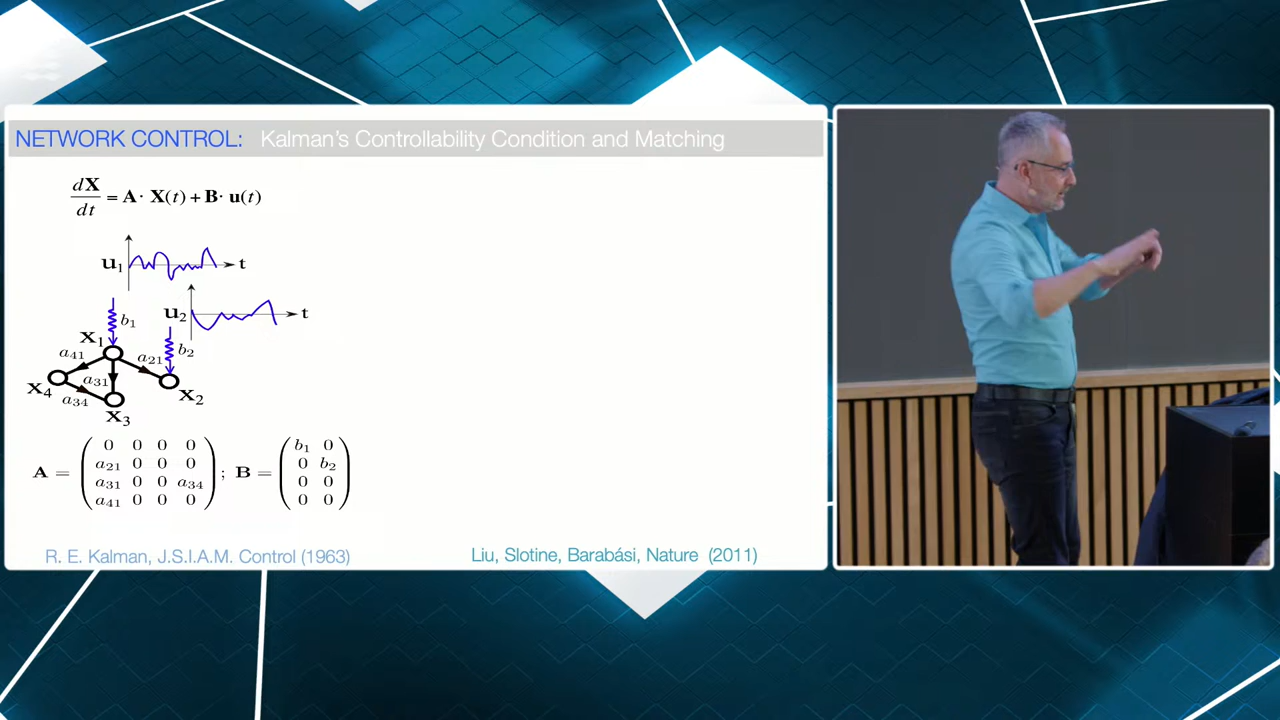 NETWORK CONTROL: Kalman's Controllability Condition and Matching
dX/dt = A· X(t) + B· u(t)
u₁ t
u₂ t
b₁
b₂
x₁
a₄₁ a₂₁
a₃₁
x₄ x₂
a₃₄
x₃
A = ( 0 0 0 0 ; B = ( b₁ 0
a₂₁ 0 0 0 0 b₂
a₃₁ 0 0 a₃₄ 0 0
a₄₁ 0 0 0 ) 0 0 )
R. E. Kalman, J.S.I.A.M. Control (1963)
Liu, Slotine, Barabási, Nature (2011)